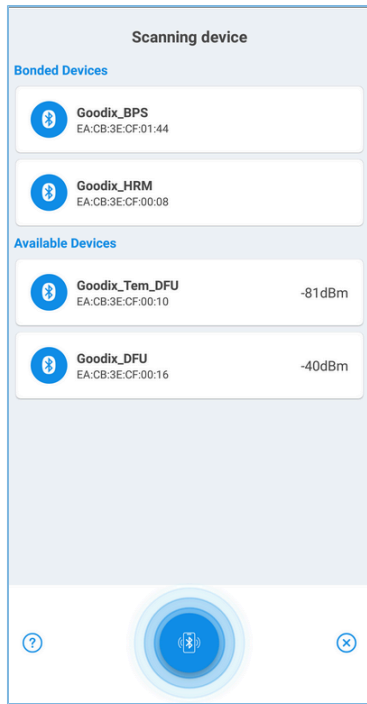 Scanning device
Bonded Devices
Goodix_BPS
EA:CB:3E:CF:01:44
Goodix_HRM
EA:CB:3E:CF:00:08
Available Devices
Goodix_Tem_DFU
EA:CB:3E:CF:00:10
-81dBm
Goodix_DFU
EA:CB:3E:CF:00:16
-40dBm